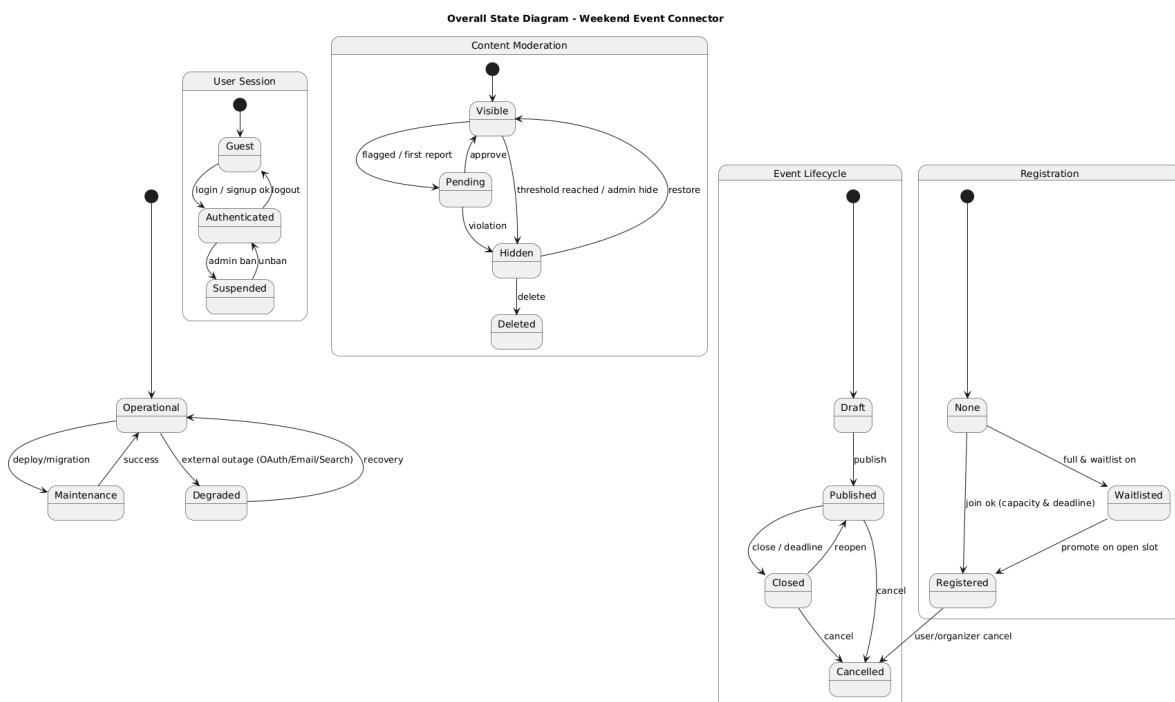 Overall State Diagram - Weekend Event Connector
User Session
Guest
login / signup ok
logout
Authenticated
admin ban
unban
Suspended
Content Moderation
Visible
flagged / first report
approve
Pending
threshold reached / admin hide
restore
violation
Hidden
delete
Deleted
Operational
deploy/migration
success
external outage (OAuth/Email/Search)
recovery
Maintenance
Degraded
Event Lifecycle
Draft
publish
Published
close / deadline
reopen
Closed
cancel
cancel
Cancelled
Registration
None
full & waitlist on
Waitlisted
join ok (capacity & deadline)
promote on open slot
Registered
user/organizer cancel